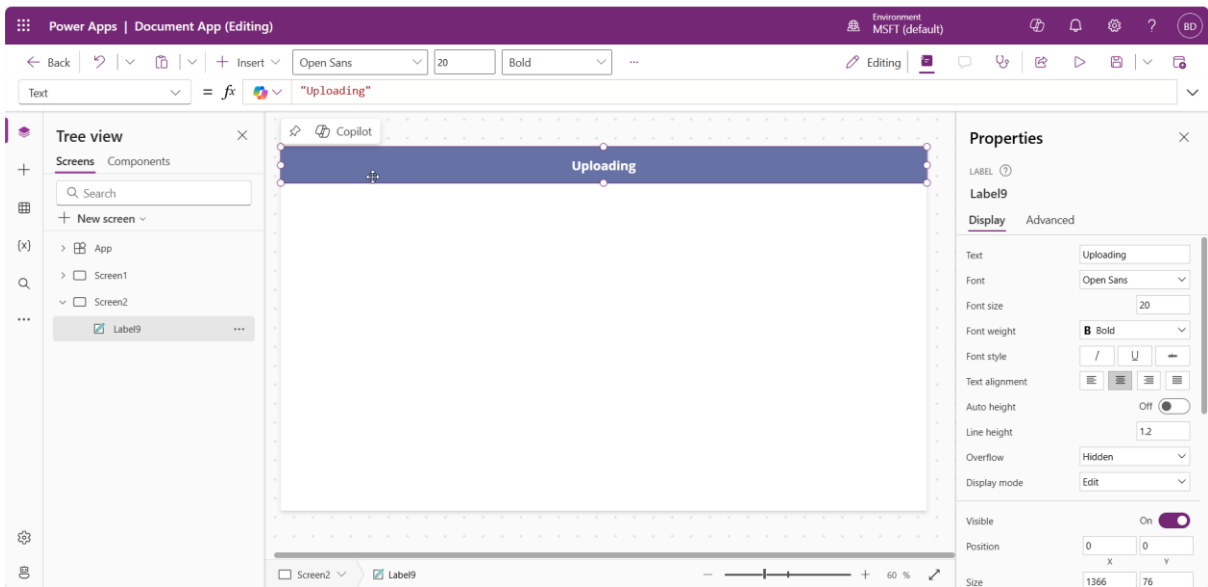 Power Apps | Document App (Editing)
Environment
MSFT (default)
BD
Back
Insert
Open Sans
20
Bold
...
Editing
Text
= fx
"Uploading"
Tree view
Screens
Components
Search
New screen
App
Screen1
Screen2
Label9
...
Copilot
Uploading
Screen2
Label9
60 %
Properties
LABEL
Label9
Display
Advanced
Text
Uploading
Font
Open Sans
Font size
20
Font weight
B Bold
Font style
/ U abc
Text alignment
Auto height
Off
Line height
1.2
Overflow
Hidden
Display mode
Edit
Visible
On
Position
0
0
X
Y
Size
1366
76